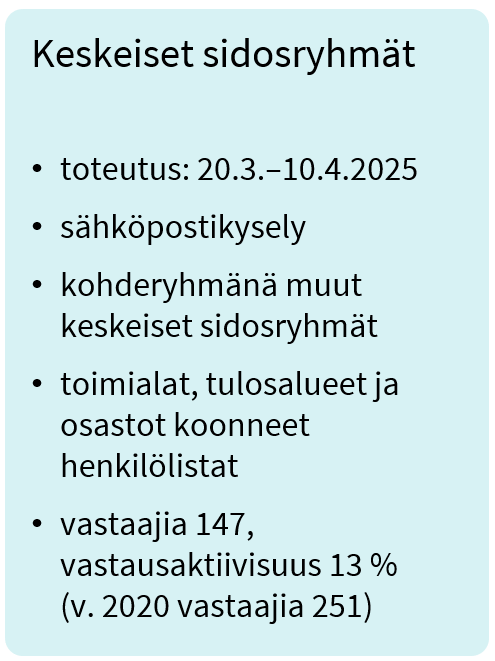 Keskeiset sidosryhmät
• toteutus: 20.3.–10.4.2025
• sähköpostikysely
• kohderyhmänä muut
keskeiset sidosryhmät
• toimialat, tulosalueet ja
osastot koonneet
henkilölistat
• vastaajia 147,
vastausaktiivisuus 13 %
(v. 2020 vastaajia 251)